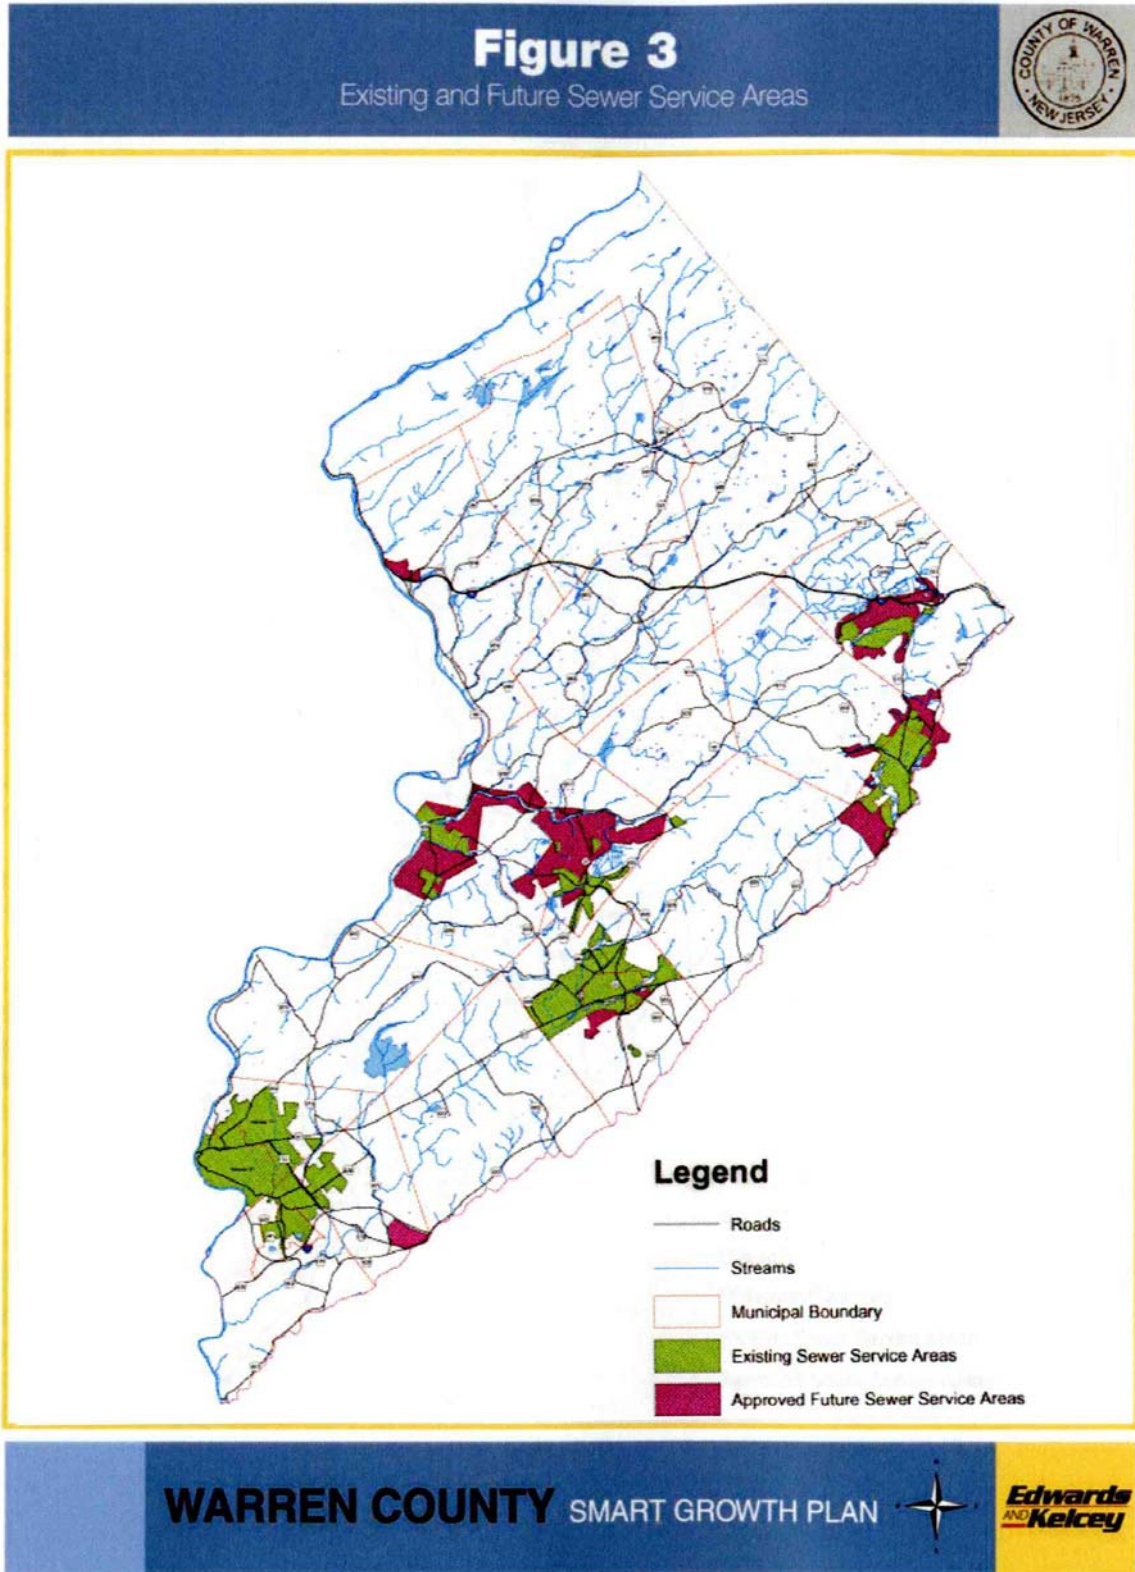 Figure 3
Existing and Future Sewer Service Areas
COUNTY OF WARREN
NEW JERSEY
Legend
Roads
Streams
Municipal Boundary
Existing Sewer Service Areas
Approved Future Sewer Service Areas
WARREN COUNTY SMART GROWTH PLAN
Edwards
AND Kelcey